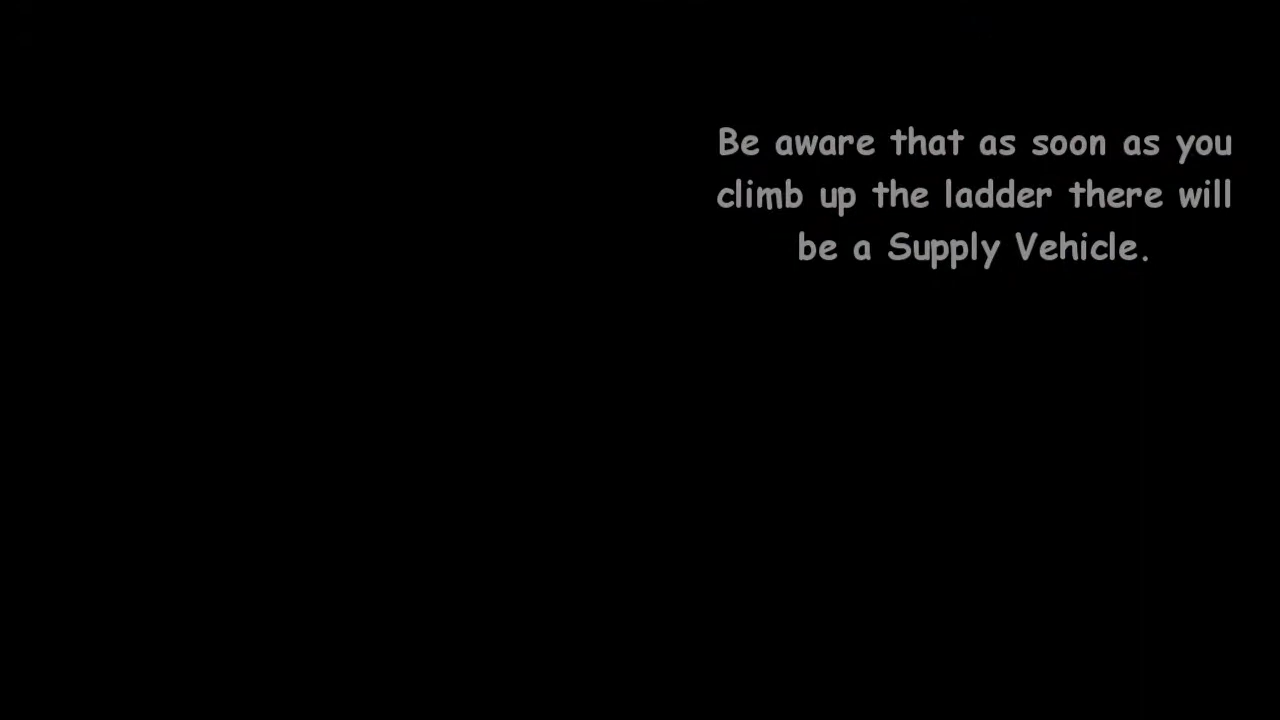 Be aware that as soon as you
climb up the ladder there will
be a Supply Vehicle.